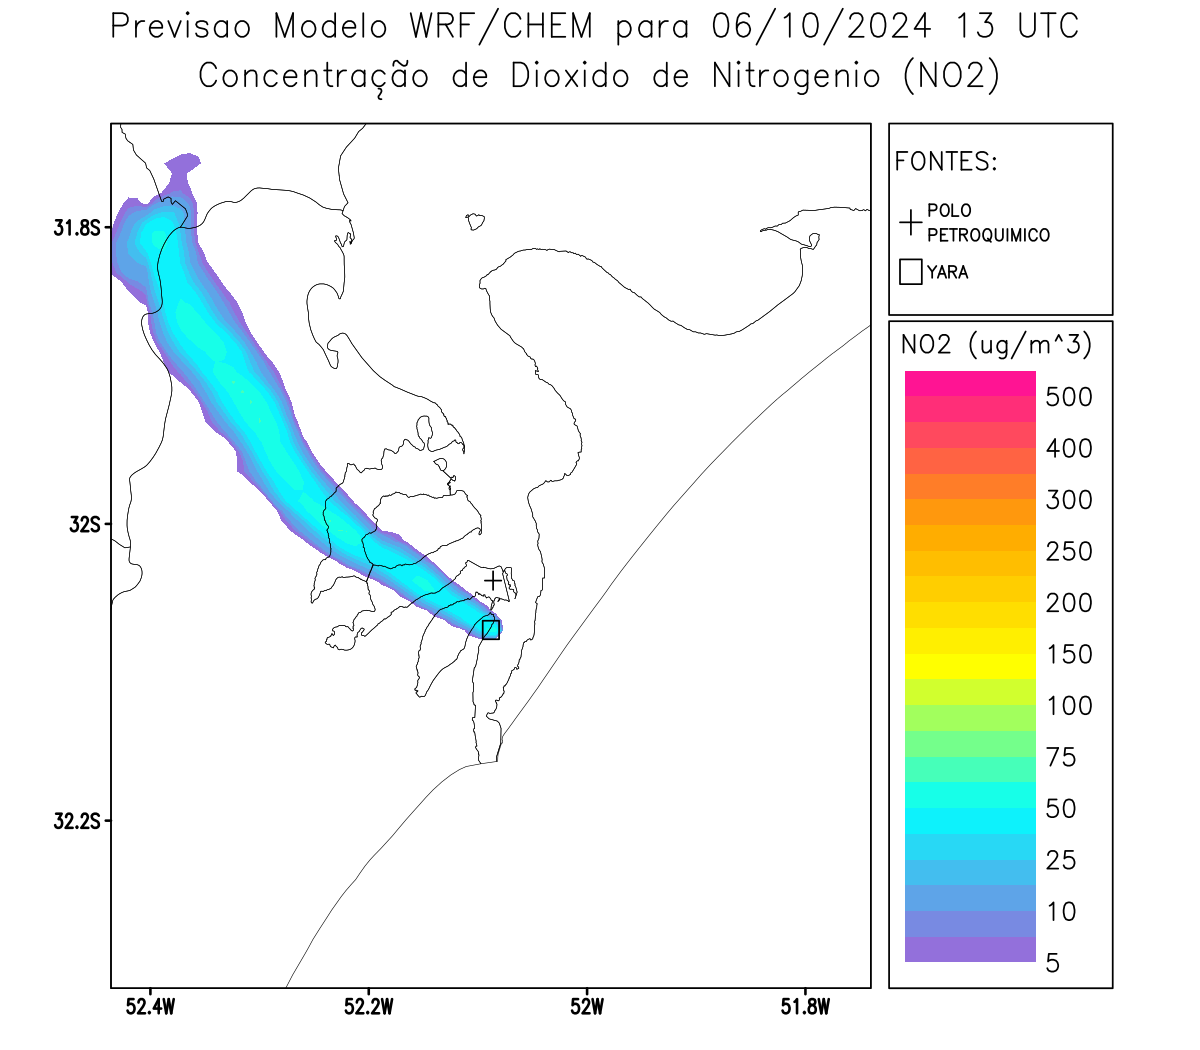 Previsao Modelo WRF/CHEM para 06/10/2024 13 UTC
Concentração de Dioxido de Nitrogenio (NO2)
FONTES:
POLO
PETROQUIMICO
YARA
NO2 (ug/m^3)
500
400
300
250
200
150
100
75
50
25
10
5
31.8S
32S
32.2S
52.4W
52.2W
52W
51.8W